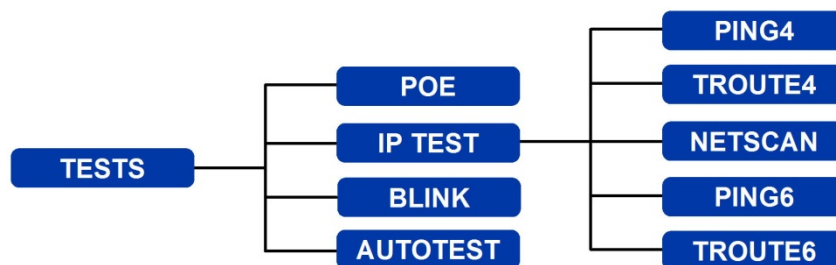 TESTS
POE
IP TEST
BLINK
AUTOTEST
PING4
TROUTE4
NETSCAN
PING6
TROUTE6